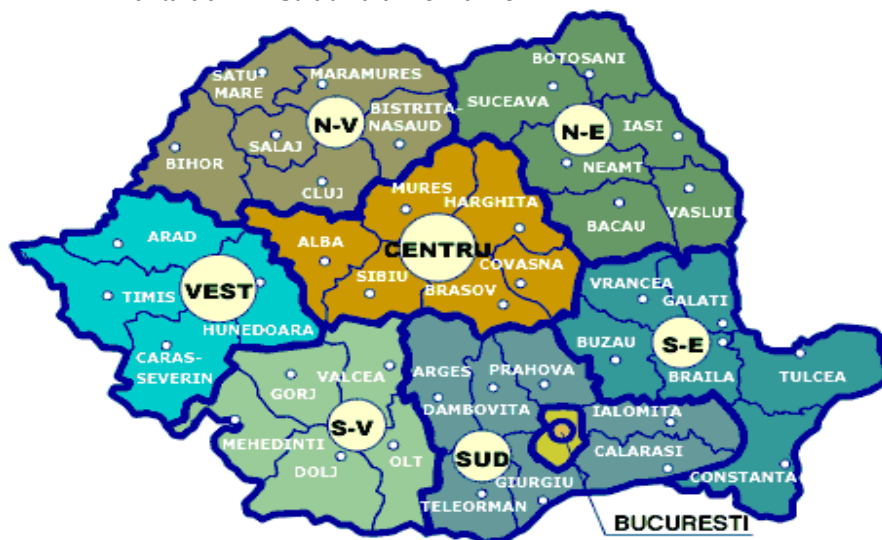 SATU
MARE
MARAMURES
BISTRITA-
NASAUD
N-V
SALAJ
BIHOR
CLUJ
BOTOSANI
SUCEAVA
N-E
IASI
NEAMT
VASLUI
BACAU
MURES
HARGHITA
ALBA
CENTRU
COVASNA
SIBIU
BRASOV
ARAD
VEST
TIMIS
HUNEDOARA
CARAS-
SEVERIN
VRANCEA
GALATI
BUZAU
S-E
BRAILA
TULCEA
CONSTANTA
VALCEA
GORJ
S-V
MEHEDINTI
DOLJ
OLT
ARGES
PRAHOVA
DAMBOVITA
IALOMITA
SUD
CALARASI
GIURGIU
TELEORMAN
BUCURESTI